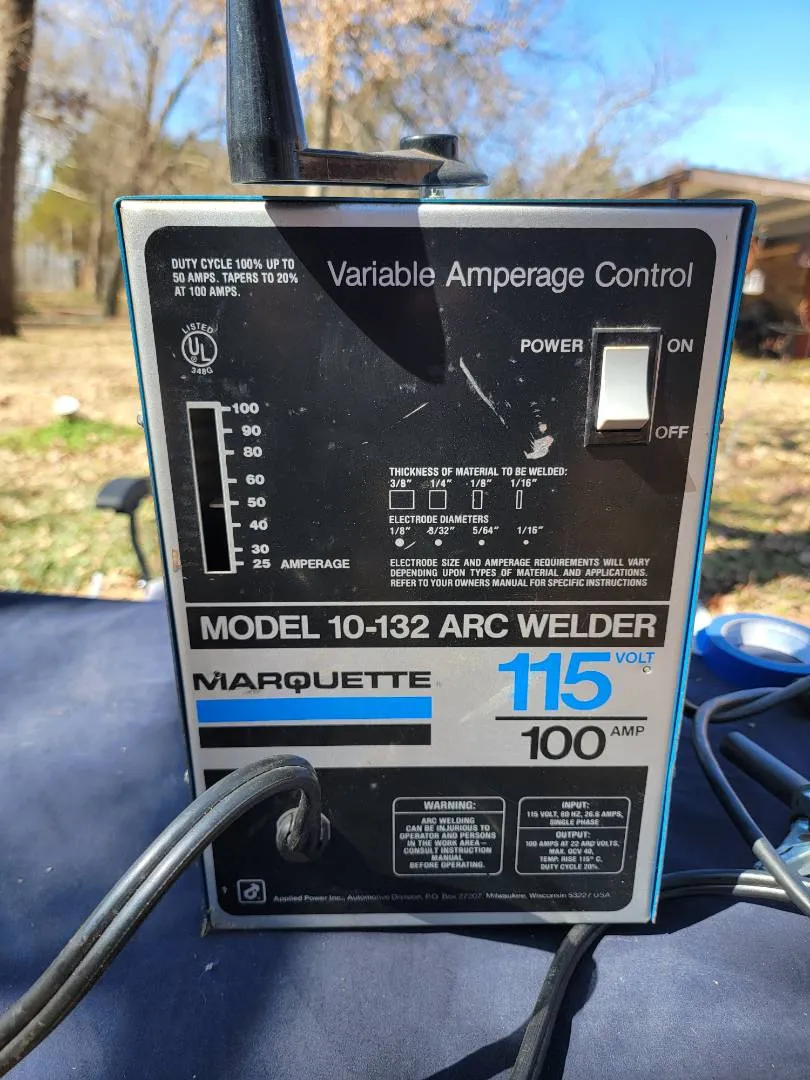 DUTY CYCLE 100% UP TO
50 AMPS. TAPERS TO 20%
AT 100 AMPS.
Variable Amperage Control
LISTED
UL
348G
POWER
ON
OFF
100
90
80
60
50
40
30
25 AMPERAGE
THICKNESS OF MATERIAL TO BE WELDED:
3/8" 1/4" 1/8" 1/16"
ELECTRODE DIAMETERS
1/8" 3/32" 5/64" 1/16"
ELECTRODE SIZE AND AMPERAGE REQUIREMENTS WILL VARY
DEPENDING UPON TYPES OF MATERIAL AND APPLICATIONS.
REFER TO YOUR OWNERS MANUAL FOR SPECIFIC INSTRUCTIONS
MODEL 10-132 ARC WELDER
MARQUETTE
115 VOLT
100 AMP
WARNING:
ARC WELDING
CAN BE INJURIOUS TO
OPERATOR AND PERSONS
IN THE WORK AREA—
CONSULT INSTRUCTION
MANUAL
BEFORE OPERATING.
INPUT:
115 VOLT, 60 HZ, 26.6 AMPS,
SINGLE PHASE
OUTPUT:
100 AMPS AT 22 ARC VOLTS,
MAX. OCV 40,
TEMP. RISE 115° C.
DUTY CYCLE 20%
Applied Power Inc., Automotive Division, P.O. Box 27207, Milwaukee, Wisconsin 53227 USA